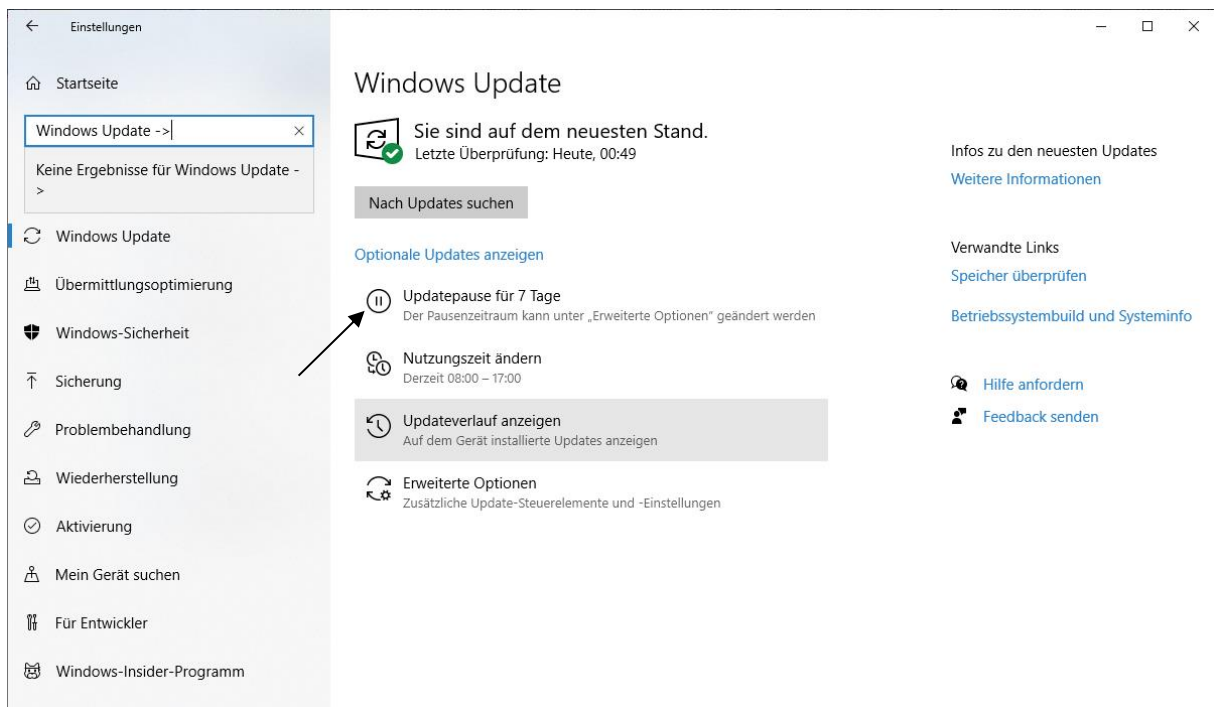 Einstellungen
Startseite
Windows Update ->
Keine Ergebnisse für Windows Update -
>
Windows Update
Übermittlungsoptimierung
Windows-Sicherheit
Sicherung
Problembehandlung
Wiederherstellung
Aktivierung
Mein Gerät suchen
Für Entwickler
Windows-Insider-Programm
Windows Update
Sie sind auf dem neuesten Stand.
Letzte Überprüfung: Heute, 00:49
Nach Updates suchen
Optionale Updates anzeigen
Updatepause für 7 Tage
Der Pausenzeitraum kann unter „Erweiterte Optionen“ geändert werden
Nutzungszeit ändern
Derzeit 08:00 – 17:00
Updateverlauf anzeigen
Auf dem Gerät installierte Updates anzeigen
Erweiterte Optionen
Zusätzliche Update-Steuerelemente und -Einstellungen
Infos zu den neuesten Updates
Weitere Informationen
Verwandte Links
Speicher überprüfen
Betriebssystembuild und Systeminfo
Hilfe anfordern
Feedback senden